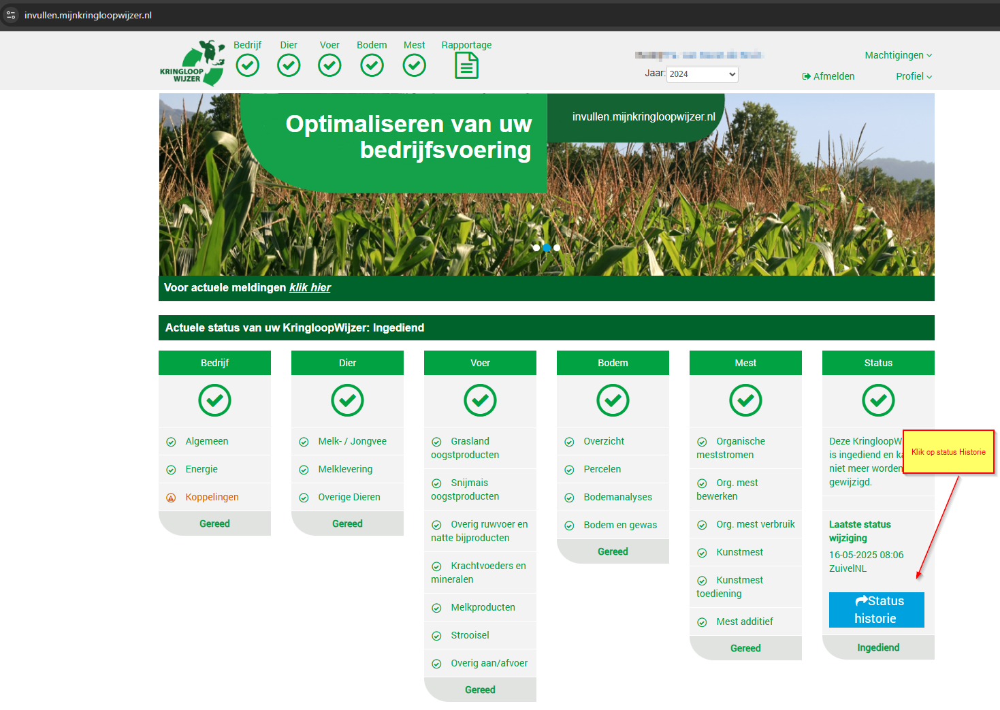 invullen.mijnkringloopwijzer.nl
KRINGLOOP
WIJZER
Bedrijf
Dier
Voer
Bodem
Mest
Rapportage
Jaar: 2024
Machtigingen
Afmelden
Profiel
Optimaliseren van uw
bedrijfsvoering
invullen.mijnkringloopwijzer.nl
Voor actuele meldingen klik hier
Actuele status van uw KringloopWijzer: Ingediend
Bedrijf
Algemeen
Energie
Koppelingen
Gereed
Dier
Melk- / Jongvee
Melklevering
Overige Dieren
Gereed
Voer
Grasland
oogstproducten
Snijmais
oogstproducten
Overig ruwvoer en
natte bijproducten
Krachtvoeders en
mineralen
Melkproducten
Strooisel
Overig aan/afvoer
Gereed
Bodem
Overzicht
Percelen
Bodemanalyses
Bodem en gewas
Gereed
Mest
Organische
meststromen
Org. mest
bewerken
Org. mest verbruik
Kunstmest
Kunstmest
toediening
Mest additief
Gereed
Status
Deze KringloopW
is ingediend en k
niet meer worden
gewijzigd.
Klik op status Historie
Laatste status
wijziging
16-05-2025 08:06
ZuivelNL
Status
historie
Ingediend